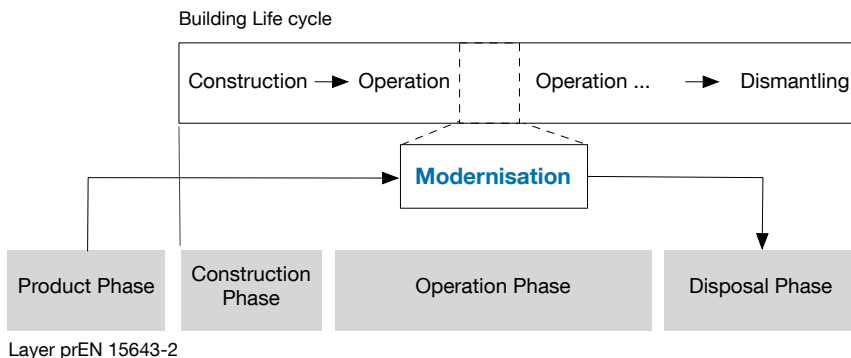 Building Life cycle
Construction Operation Operation ... Dismantling
Modernisation
Product Phase
Construction
Phase
Operation Phase
Disposal Phase
Layer prEN 15643-2